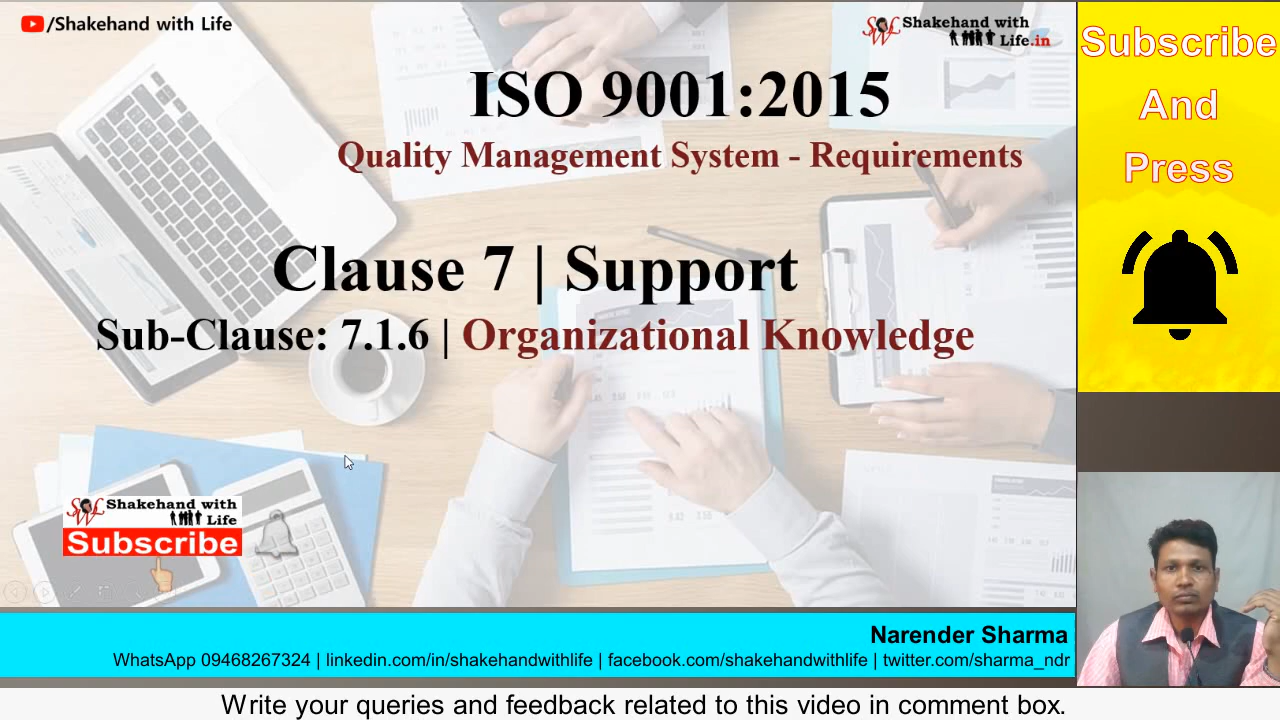 /Shakehand with Life
Shakehand with
Life.in
ISO 9001:2015
Quality Management System - Requirements
Clause 7 | Support
Sub-Clause: 7.1.6 | Organizational Knowledge
Shakehand with
Life
Subscribe
Subscribe
And
Press
Narender Sharma
WhatsApp 09468267324 | linkedin.com/in/shakehandwithlife | facebook.com/shakehandwithlife | twitter.com/sharma_ndr
Write your queries and feedback related to this video in comment box.